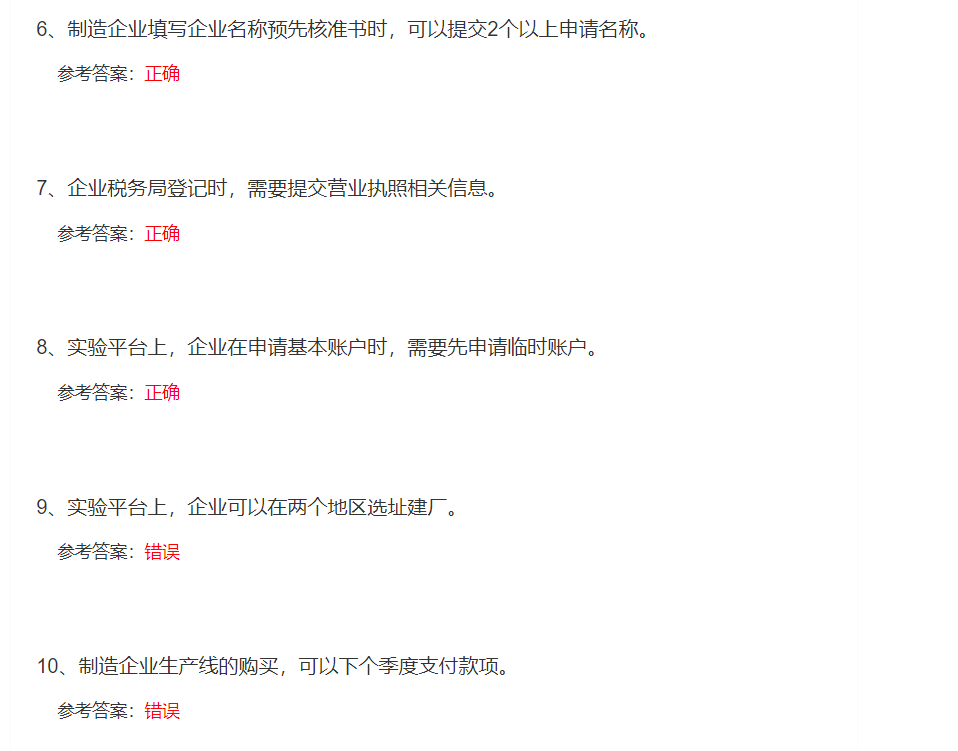 6、制造企业填写企业名称预先核准书时，可以提交2个以上申请名称。
参考答案：正确
7、企业税务局登记时，需要提交营业执照相关信息。
参考答案：正确
8、实验平台上，企业在申请基本账户时，需要先申请临时账户。
参考答案：正确
9、实验平台上，企业可以在两个地区选址建厂。
参考答案：错误
10、制造企业生产线的购买，可以下个季度支付款项。
参考答案：错误